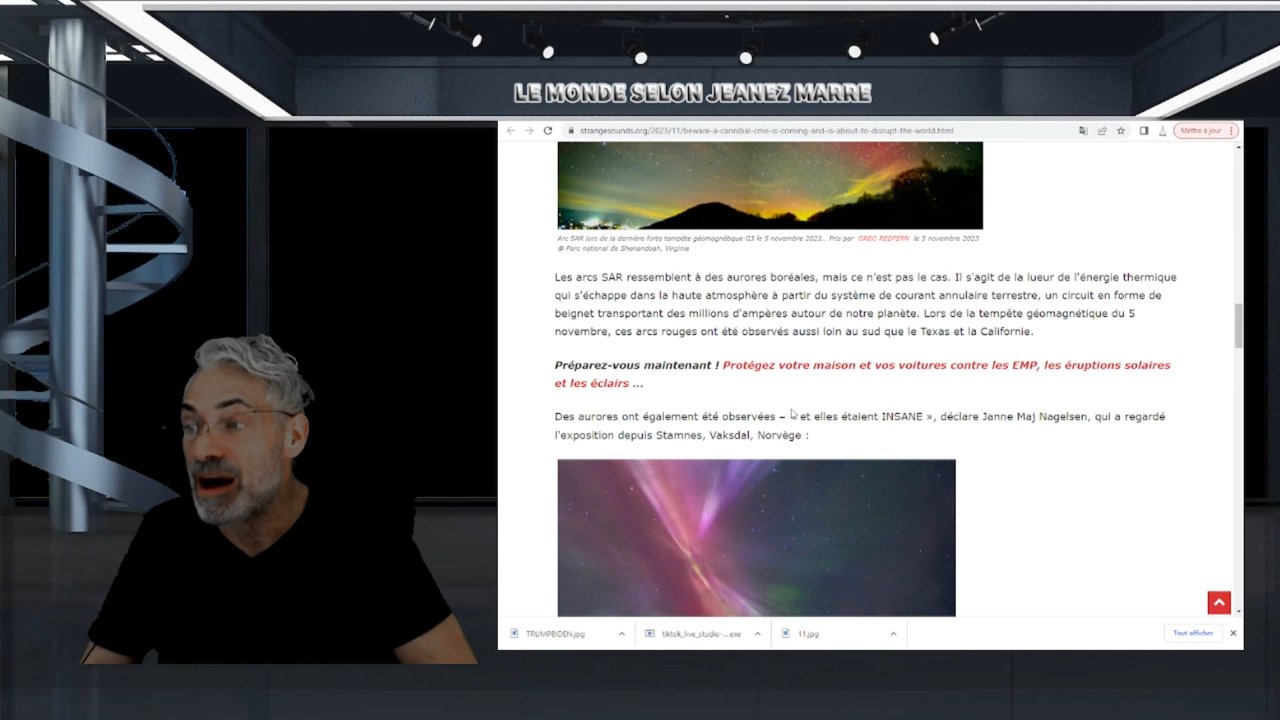 LE MONDE SELON JEANEZ MARRE
strangesounds.org/2023/11/beware-a-cannibal-cme-is-coming-and-is-about-to-disrupt-the-world.html
Mettre à jour
Arc SAR lors de la dernière forte tempête géomagnétique G3 le 5 novembre 2023.. Pris par GREG REDFERN le 5 novembre 2023
@ Parc national de Shenandoah, Virginie
Les arcs SAR ressemblent à des aurores boréales, mais ce n'est pas le cas. Il s'agit de la lueur de l'énergie thermique
qui s'échappe dans la haute atmosphère à partir du système de courant annulaire terrestre, un circuit en forme de
beignet transportant des millions d'ampères autour de notre planète. Lors de la tempête géomagnétique du 5
novembre, ces arcs rouges ont été observés aussi loin au sud que le Texas et la Californie.
Préparez-vous maintenant ! Protégez votre maison et vos voitures contre les EMP, les éruptions solaires
et les éclairs ...
Des aurores ont également été observées – et elles étaient INSANE », déclare Janne Maj Nagelsen, qui a regardé
l'exposition depuis Stamnes, Vaksdal, Norvège :
TRUMPBIDEN.jpg
tiktok_live_studio-....exe
11.jpg
Tout afficher